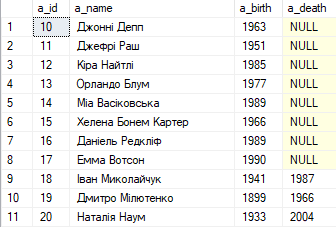 a_id a_name a_birth a_death
1 10 Джонні Депп 1963 NULL
2 11 Джефрі Раш 1951 NULL
3 12 Кіра Найтлі 1985 NULL
4 13 Орландо Блум 1977 NULL
5 14 Міа Васіковська 1989 NULL
6 15 Хелена Бонем Картер 1966 NULL
7 16 Даніель Редкліф 1989 NULL
8 17 Емма Вотсон 1990 NULL
9 18 Іван Миколайчук 1941 1987
10 19 Дмитро Мілютенко 1899 1966
11 20 Наталія Наум 1933 2004